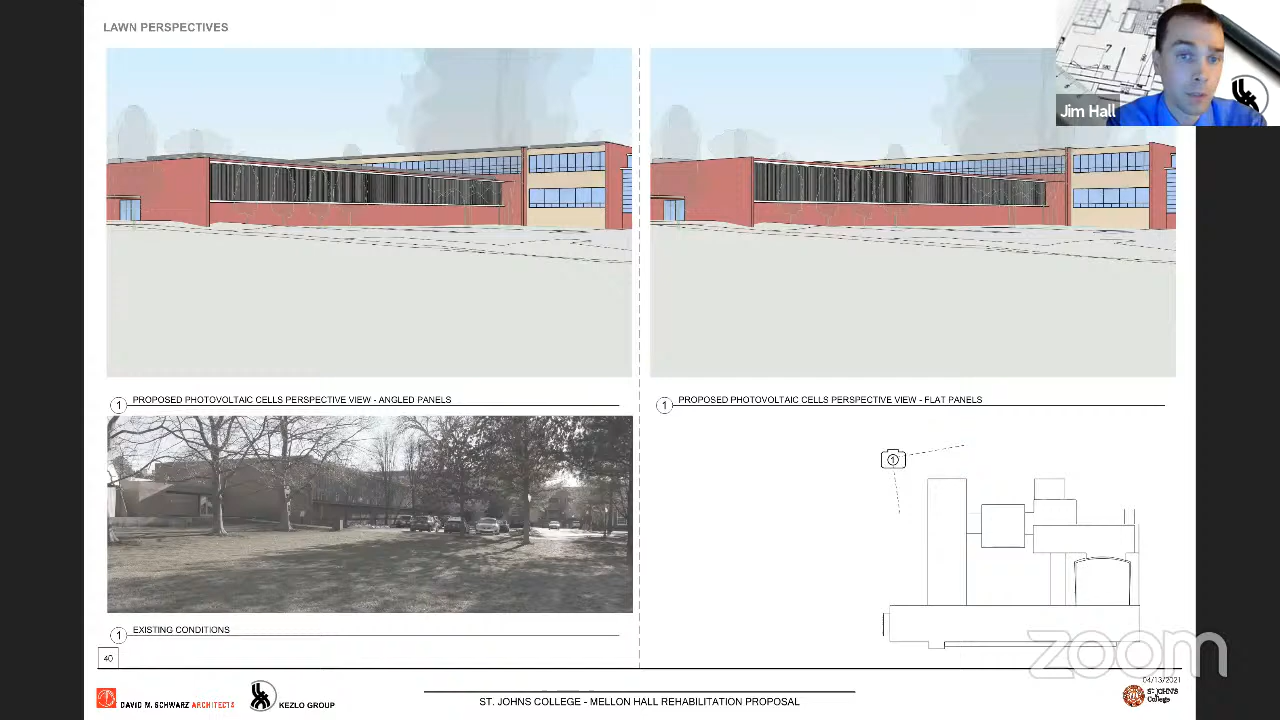 LAWN PERSPECTIVES
Jim Hall
1 PROPOSED PHOTOVOLTAIC CELLS PERSPECTIVE VIEW - ANGLED PANELS
1 PROPOSED PHOTOVOLTAIC CELLS PERSPECTIVE VIEW - FLAT PANELS
1
1 EXISTING CONDITIONS
40
zoom
04/13/2021
DAVID M. SCHWARZ ARCHITECTS
KEZLO GROUP
ST. JOHNS COLLEGE - MELLON HALL REHABILITATION PROPOSAL
ST JOHN'S
College